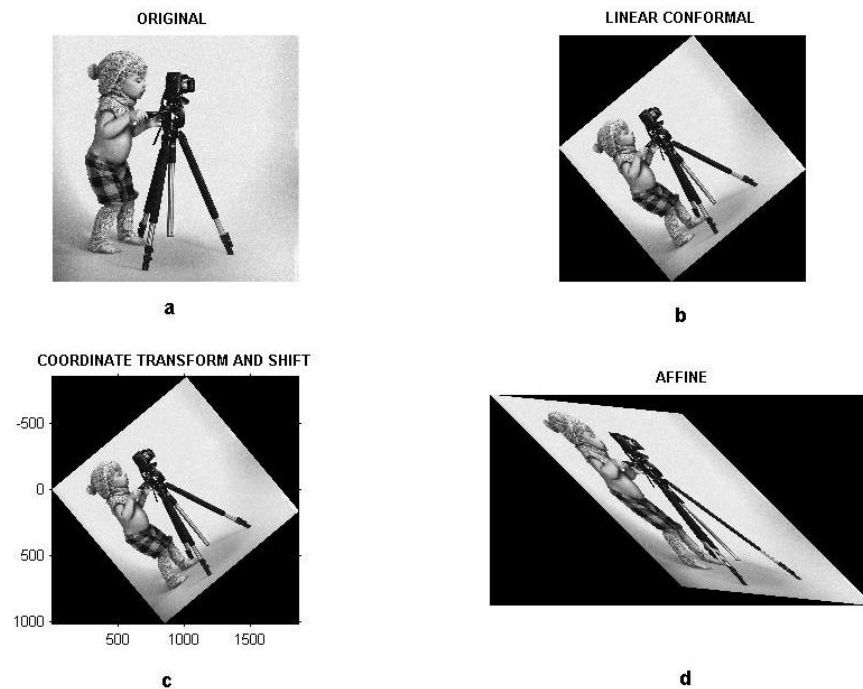 ORIGINAL
LINEAR CONFORMAL
a
b
COORDINATE TRANSFORM AND SHIFT
AFFINE
-500
0
500
1000
500 1000 1500
c
d